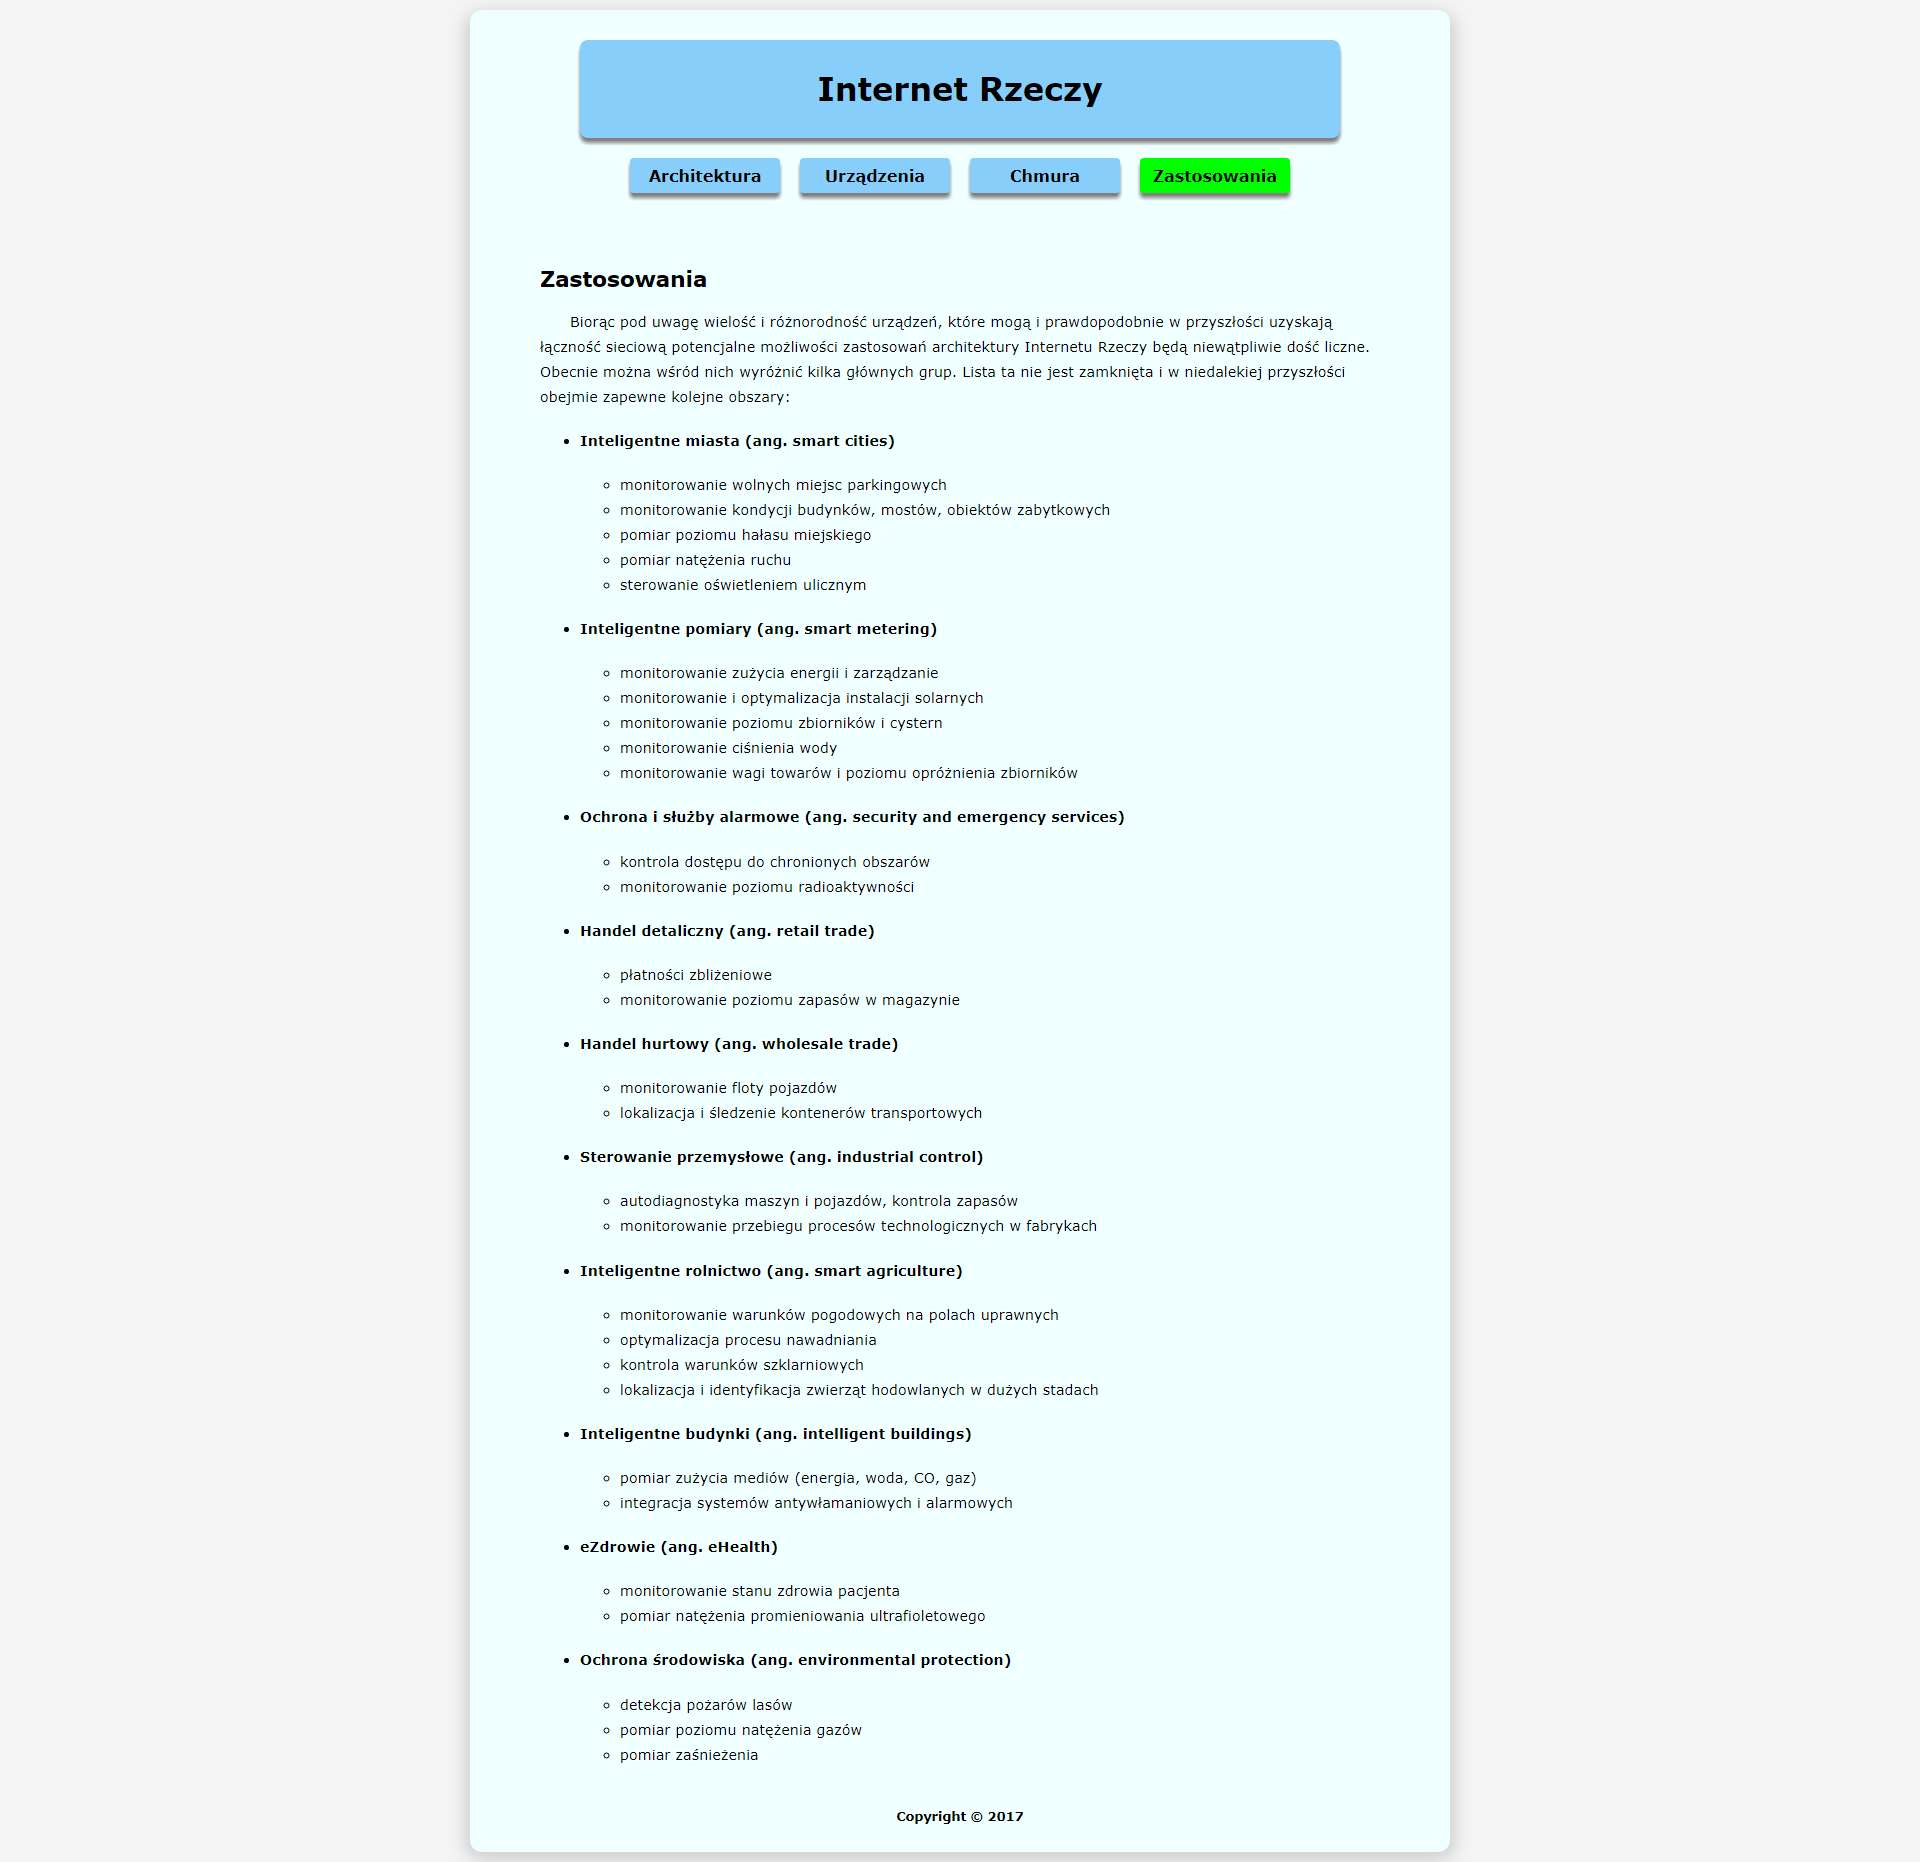 Internet Rzeczy
Architektura
Urządzenia
Chmura
Zastosowania
Zastosowania
Biorąc pod uwagę wielość i różnorodność urządzeń, które mogą i prawdopodobnie w przyszłości uzyskają
łączność sieciową potencjalne możliwości zastosowań architektury Internetu Rzeczy będą niewątpliwie dość liczne.
Obecnie można wśród nich wyróżnić kilka głównych grup. Lista ta nie jest zamknięta i w niedalekiej przyszłości
obejmie zapewne kolejne obszary:
Inteligentne miasta (ang. smart cities)
monitorowanie wolnych miejsc parkingowych
monitorowanie kondycji budynków, mostów, obiektów zabytkowych
pomiar poziomu hałasu miejskiego
pomiar natężenia ruchu
sterowanie oświetleniem ulicznym
Inteligentne pomiary (ang. smart metering)
monitorowanie zużycia energii i zarządzanie
monitorowanie i optymalizacja instalacji solarnych
monitorowanie poziomu zbiorników i cystern
monitorowanie ciśnienia wody
monitorowanie wagi towarów i poziomu opróżnienia zbiorników
Ochrona i służby alarmowe (ang. security and emergency services)
kontrola dostępu do chronionych obszarów
monitorowanie poziomu radioaktywności
Handel detaliczny (ang. retail trade)
płatności zbliżeniowe
monitorowanie poziomu zapasów w magazynie
Handel hurtowy (ang. wholesale trade)
monitorowanie floty pojazdów
lokalizacja i śledzenie kontenerów transportowych
Sterowanie przemysłowe (ang. industrial control)
autodiagnostyka maszyn i pojazdów, kontrola zapasów
monitorowanie przebiegu procesów technologicznych w fabrykach
Inteligentne rolnictwo (ang. smart agriculture)
monitorowanie warunków pogodowych na polach uprawnych
optymalizacja procesu nawadniania
kontrola warunków szklarniowych
lokalizacja i identyfikacja zwierząt hodowlanych w dużych stadach
Inteligentne budynki (ang. intelligent buildings)
pomiar zużycia mediów (energia, woda, CO, gaz)
integracja systemów antywłamaniowych i alarmowych
eZdrowie (ang. eHealth)
monitorowanie stanu zdrowia pacjenta
pomiar natężenia promieniowania ultrafioletowego
Ochrona środowiska (ang. environmental protection)
detekcja pożarów lasów
pomiar poziomu natężenia gazów
pomiar zaśnieżenia
Copyright © 2017